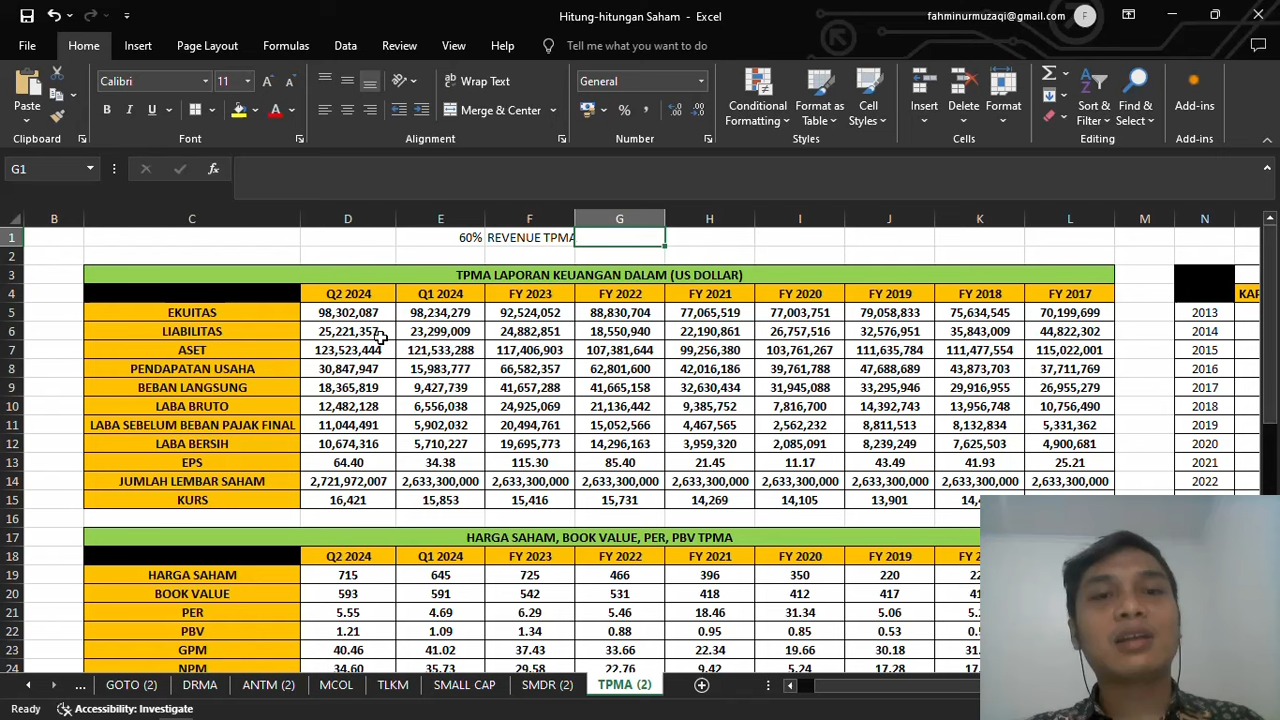 Hitung-hitungan Saham - Excel
fahminurmuzaqi@gmail.com
F
File Home Insert Page Layout Formulas Data Review View Help Tell me what you want to do
Paste
Calibri 11
Wrap Text
Merge & Center
General
Conditional Formatting
Format as Table
Cell Styles
Insert Delete Format
Sort & Filter
Find & Select
Add-ins
Clipboard Font Alignment Number Styles Cells Editing Add-ins
G1
B C D E F G H I J K L M N
1 60% REVENUE TPMA
2
3 TPMA LAPORAN KEUANGAN DALAM (US DOLLAR)
4 Q2 2024 Q1 2024 FY 2023 FY 2022 FY 2021 FY 2020 FY 2019 FY 2018 FY 2017
5 EKUITAS 98,302,087 98,234,279 92,524,052 88,830,704 77,065,519 77,003,751 79,058,833 75,634,545 70,199,699 2013
6 LIABILITAS 25,221,357 23,299,009 24,882,851 18,550,940 22,190,861 26,757,516 32,576,951 35,843,009 44,822,302 2014
7 ASET 123,523,444 121,533,288 117,406,903 107,381,644 99,256,380 103,761,267 111,635,784 111,477,554 115,022,001 2015
8 PENDAPATAN USAHA 30,847,947 15,983,777 66,582,357 62,801,600 42,016,186 39,761,788 47,688,689 43,873,703 37,711,769 2016
9 BEBAN LANGSUNG 18,365,819 9,427,739 41,657,288 41,665,158 32,630,434 31,945,088 33,295,946 29,916,955 26,955,279 2017
10 LABA BRUTO 12,482,128 6,556,038 24,925,069 21,136,442 9,385,752 7,816,700 14,392,743 13,956,748 10,756,490 2018
11 LABA SEBELUM BEBAN PAJAK FINAL 11,044,491 5,902,032 20,494,761 15,052,566 4,467,565 2,562,232 8,811,513 8,132,834 5,331,362 2019
12 LABA BERSIH 10,674,316 5,710,227 19,695,773 14,296,163 3,959,320 2,085,091 8,239,249 7,625,503 4,900,681 2020
13 EPS 64.40 34.38 115.30 85.40 21.45 11.17 43.49 41.93 25.21 2021
14 JUMLAH LEMBAR SAHAM 2,721,972,007 2,633,300,000 2,633,300,000 2,633,300,000 2,633,300,000 2,633,300,000 2,633,300,000 2,633,300,000 2,633,300,000 2022
15 KURS 16,421 15,853 15,416 15,731 14,269 14,105 13,901
16
17 HARGA SAHAM, BOOK VALUE, PER, PBV TPMA
18 Q2 2024 Q1 2024 FY 2023 FY 2022 FY 2021 FY 2020 FY 2019
19 HARGA SAHAM 715 645 725 466 396 350 220
20 BOOK VALUE 593 591 542 531 418 412 417
21 PER 5.55 4.69 6.29 5.46 18.46 31.34 5.06
22 PBV 1.21 1.09 1.34 0.88 0.95 0.85 0.53
23 GPM 40.46 41.02 37.43 33.66 22.34 19.66 30.18
24 NPM 34.60 35.73 29.58 22.76 9.42 5.24 17.28
... GOTO (2) DRMA ANTM (2) MCOL TLKM SMALL CAP SMDR (2) TPMA (2)
Ready Accessibility: Investigate